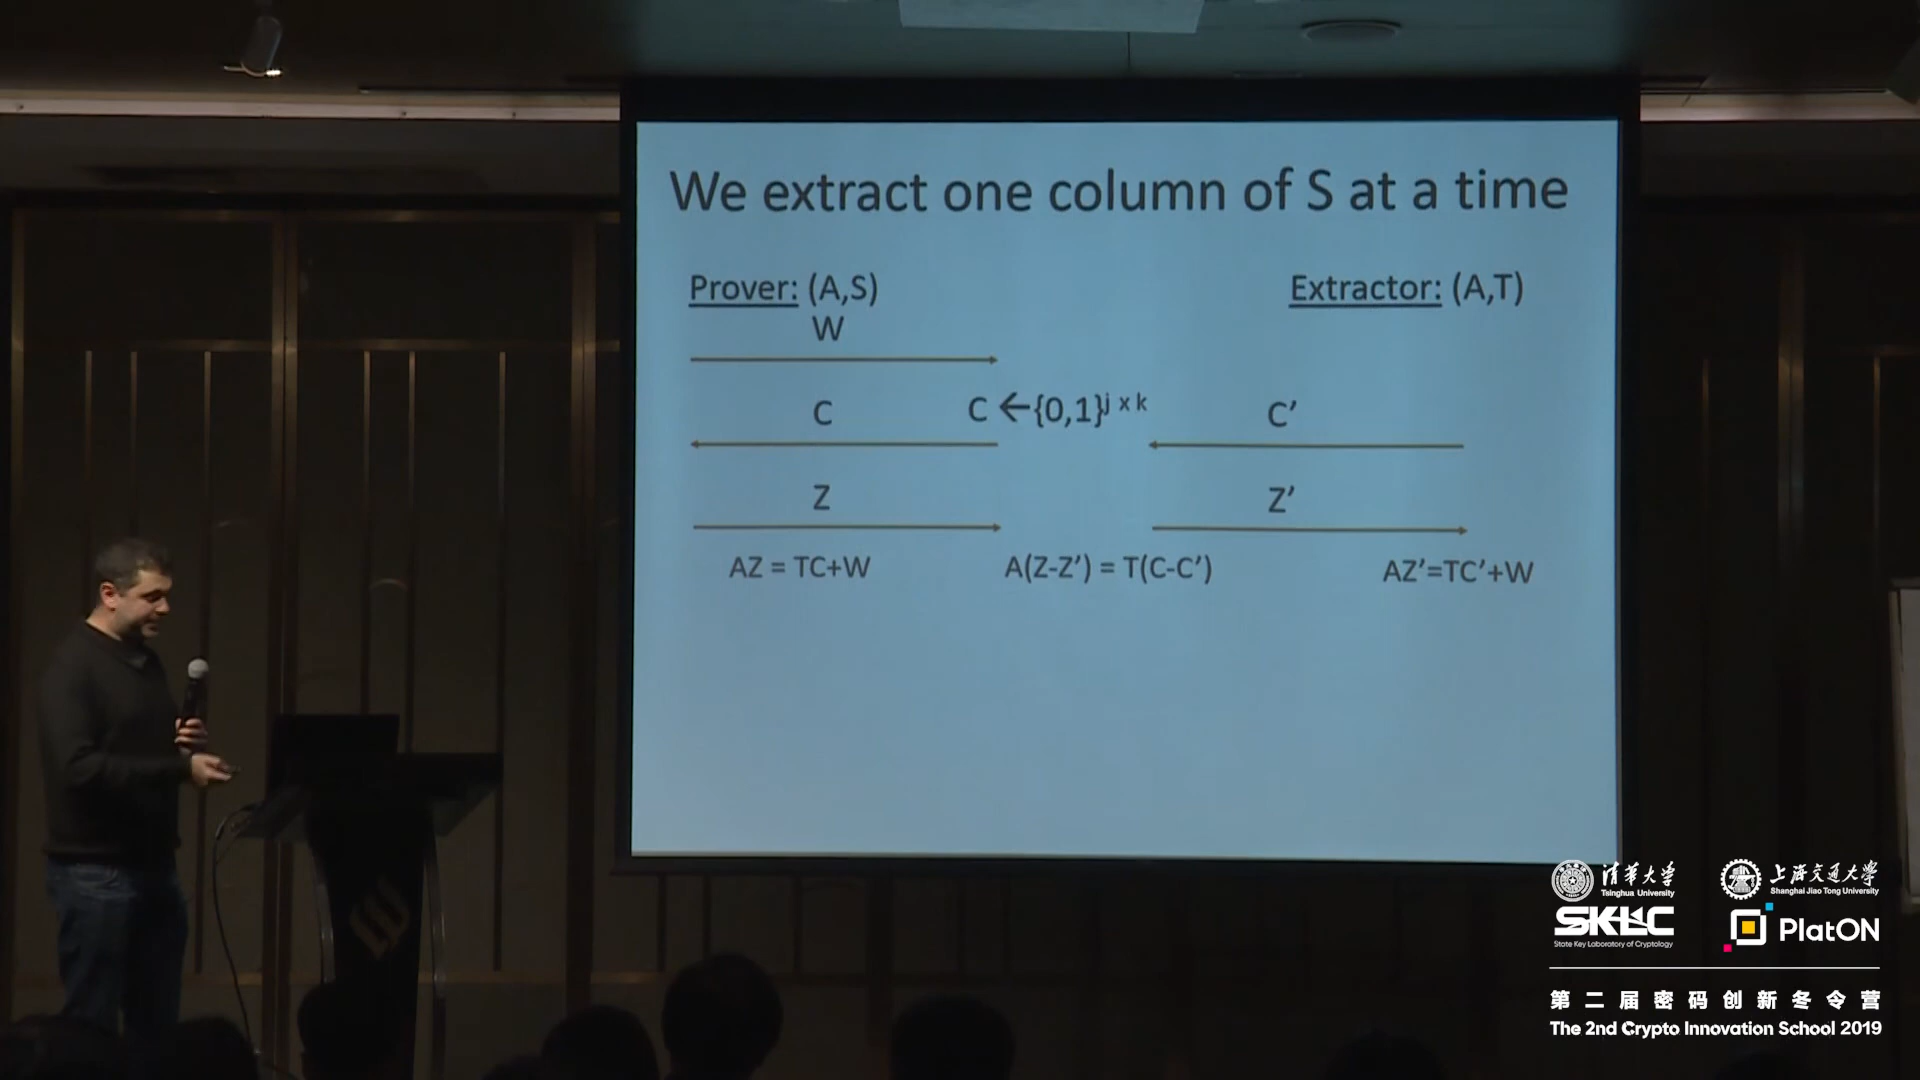 We extract one column of S at a time
Prover: (A,S)
Extractor: (A,T)
W
C
C ←{0,1}ʲ ˣ ᵏ
C’
Z
Z’
AZ = TC+W
A(Z-Z’) = T(C-C’)
AZ’=TC’+W
清华大学
Tsinghua University
上海交通大学
Shanghai Jiao Tong University
SKLC
State Key Laboratory of Cryptology
PlatON
第二届密码创新冬令营
The 2nd Crypto Innovation School 2019